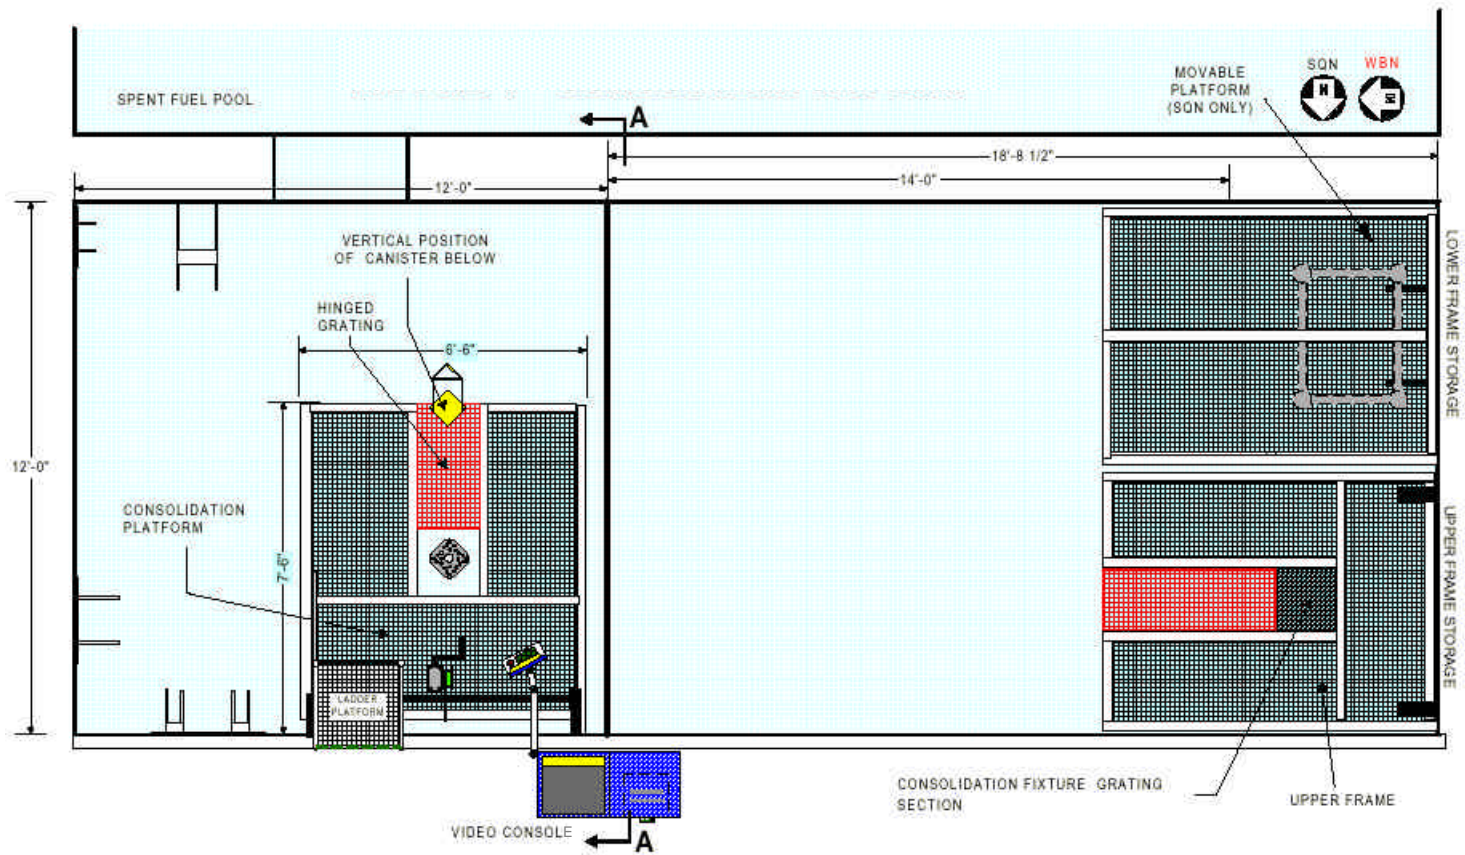 SPENT FUEL POOL
MOVABLE
PLATFORM
(SQN ONLY)
SQN
WBN
N
N
A
18'-8 1/2"
14'-0"
12'-0"
VERTICAL POSITION
OF CANISTER BELOW
HINGED
GRATING
6'-6"
LOWER FRAME STORAGE
12'-0"
CONSOLIDATION
PLATFORM
7'-6"
UPPER FRAME STORAGE
LADDER
PLATFORM
CONSOLIDATION FIXTURE GRATING
SECTION
UPPER FRAME
VIDEO CONSOLE
A